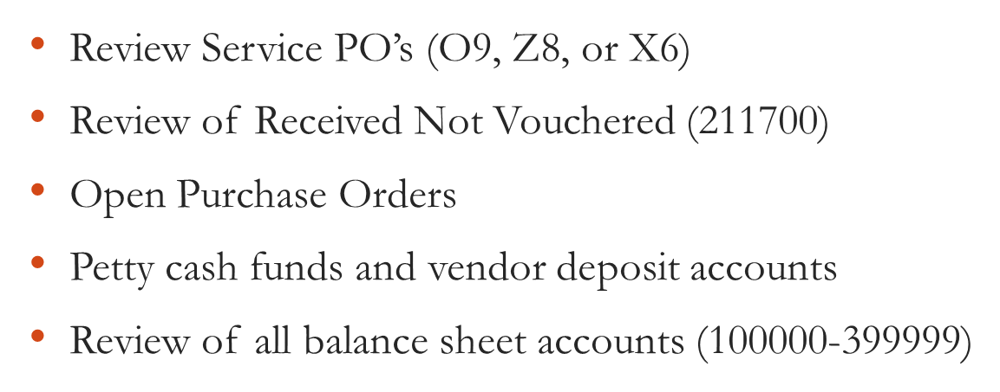 • Review Service PO’s (O9, Z8, or X6)
• Review of Received Not Vouchered (211700)
• Open Purchase Orders
• Petty cash funds and vendor deposit accounts
• Review of all balance sheet accounts (100000-399999)